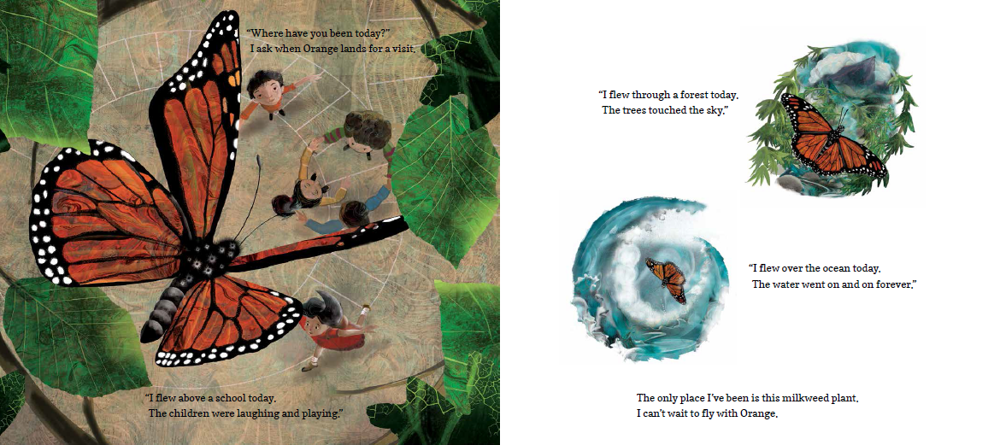 “Where have you been today?”
I ask when Orange lands for a visit.
“I flew above a school today.
The children were laughing and playing.”
“I flew through a forest today.
The trees touched the sky.”
“I flew over the ocean today.
The water went on and on forever.”
The only place I’ve been is this milkweed plant.
I can’t wait to fly with Orange.